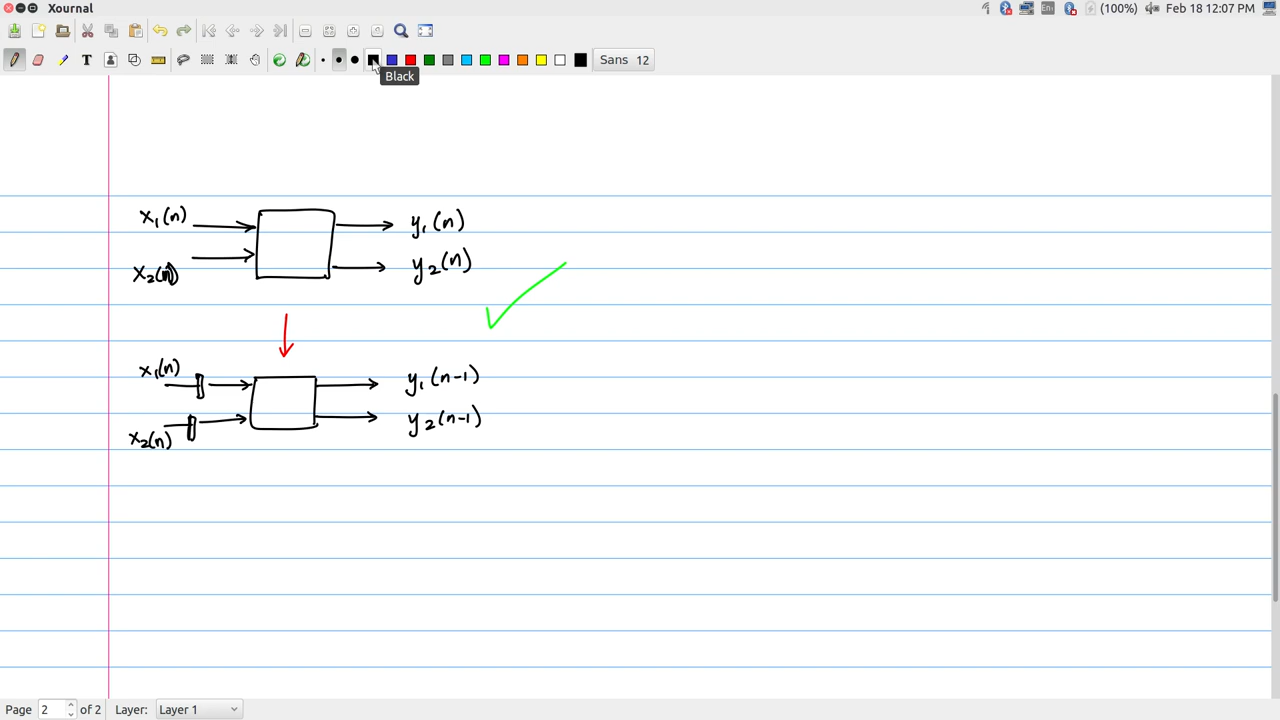 Xournal
En₁ (100%) Feb 18 12:07 PM
T Sans 12
Black
x₁(n) y₁(n)
x₂(n) y₂(n)
x₁(n) y₁(n-1)
x₂(n) y₂(n-1)
Page 2 of 2 Layer: Layer 1